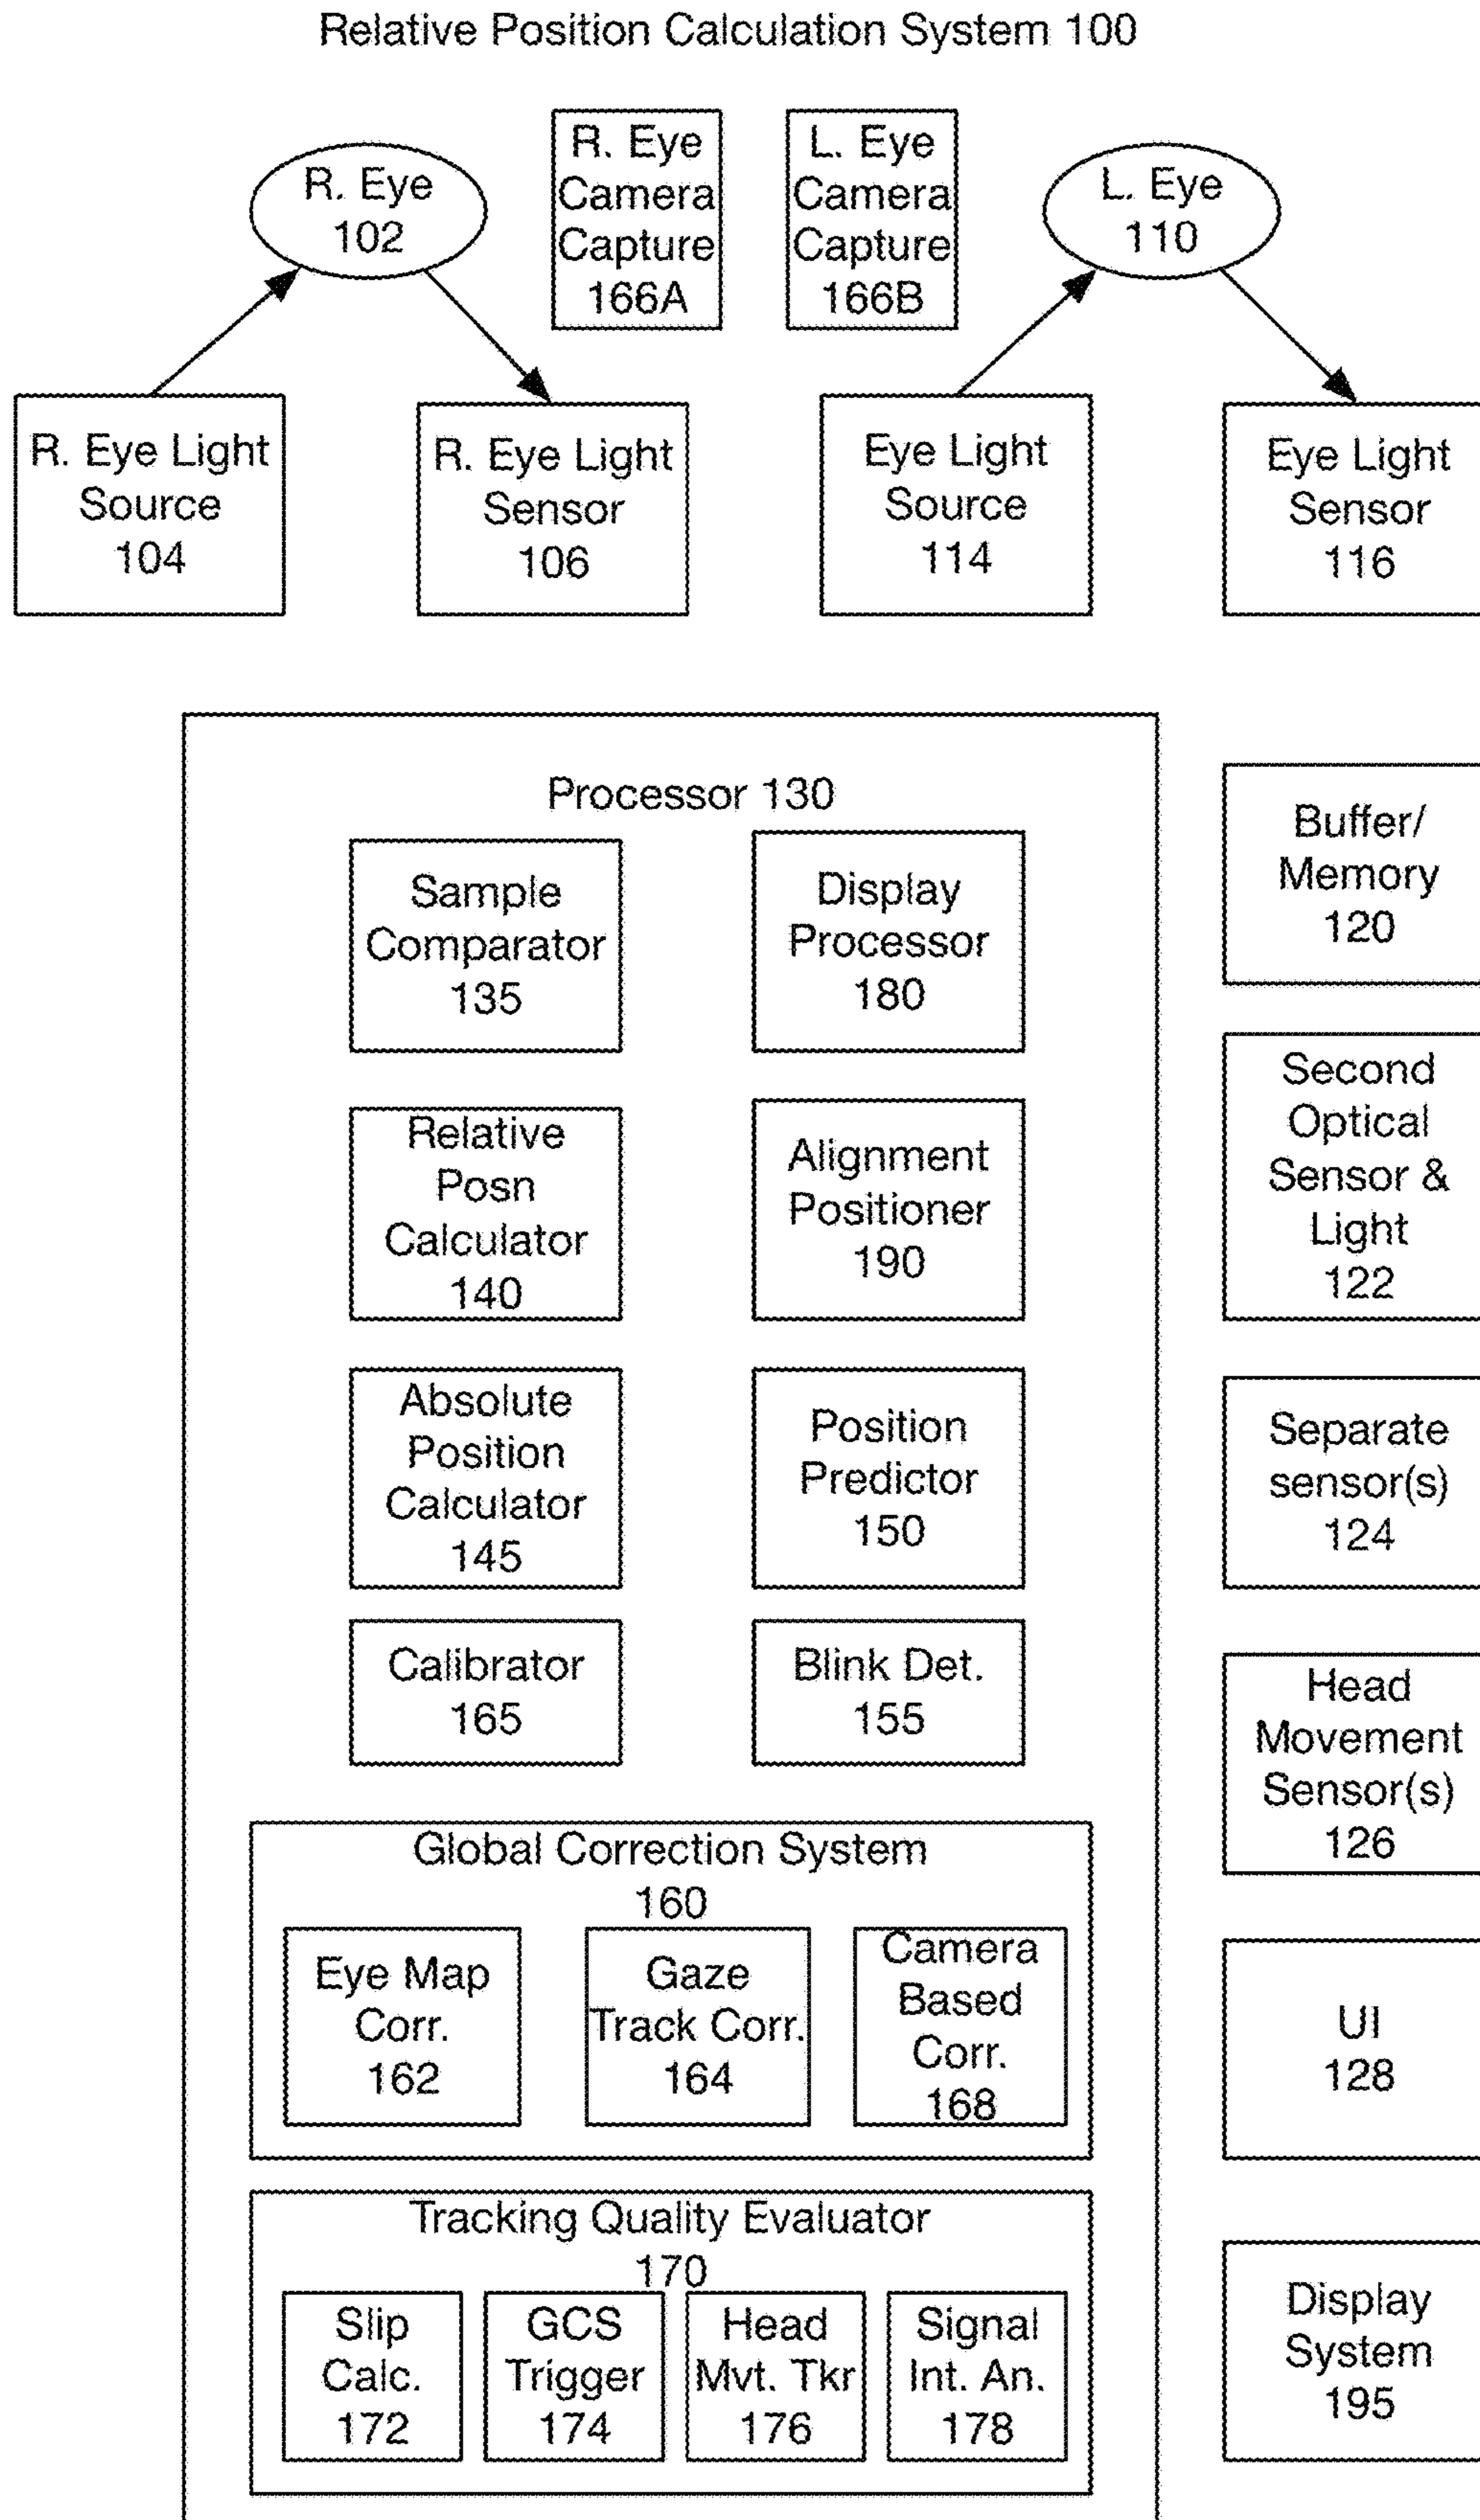 Relative Position Calculation System 100
R. Eye
102
R. Eye
Camera
Capture
166A
L. Eye
Camera
Capture
166B
L. Eye
110
R. Eye Light
Source
104
R. Eye Light
Sensor
106
Eye Light
Source
114
Eye Light
Sensor
116
Processor 130
Sample
Comparator
135
Display
Processor
180
Relative
Posn
Calculator
140
Alignment
Positioner
190
Absolute
Position
Calculator
145
Position
Predictor
150
Calibrator
165
Blink Det.
155
Global Correction System
160
Eye Map
Corr.
162
Gaze
Track Corr.
164
Camera
Based
Corr.
168
Tracking Quality Evaluator
170
Slip
Calc.
172
GCS
Trigger
174
Head
Mvt. Tkr
176
Signal
Int. An.
178
Buffer/
Memory
120
Second
Optical
Sensor &
Light
122
Separate
sensor(s)
124
Head
Movement
Sensor(s)
126
UI
128
Display
System
195